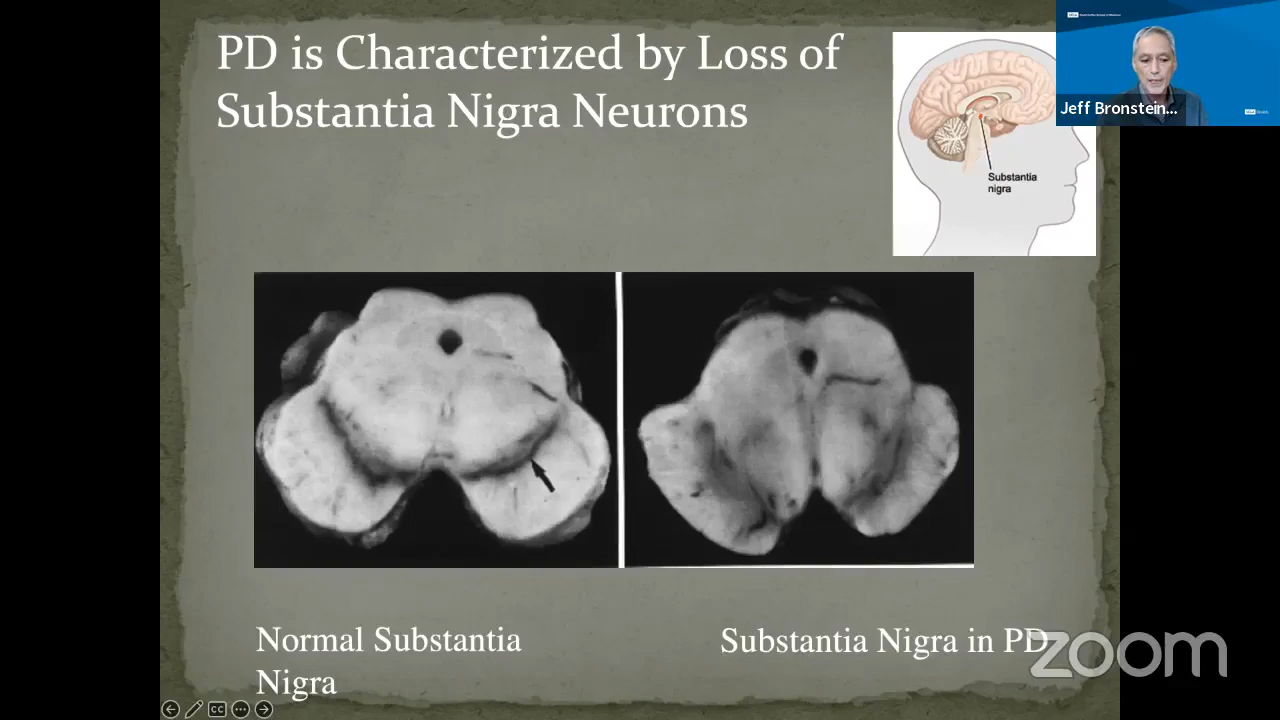 PD is Characterized by Loss of
Substantia Nigra Neurons
Jeff Bronstein...
Substantia
nigra
Normal Substantia
Nigra
Substantia Nigra in PD
zoom
CC